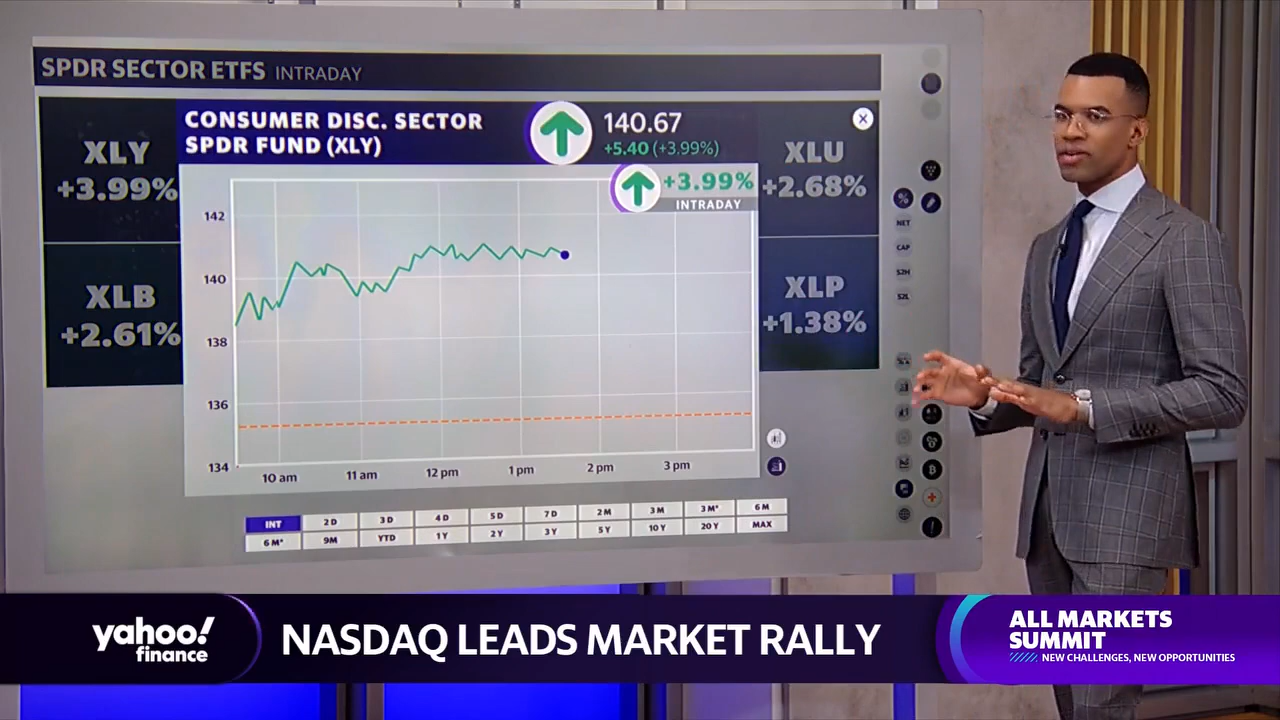 SPDR SECTOR ETFS INTRADAY
XLY
+3.99%
XLB
+2.61%
CONSUMER DISC. SECTOR
SPDR FUND (XLY)
140.67
+5.40 (+3.99%)
X
+3.99%
INTRADAY
142
140
138
136
134
10 am 11 am 12 pm 1 pm 2 pm 3 pm
XLU
+2.68%
XLP
+1.38%
INT 2 D 3 D 4 D 5 D 7 D 2 M 3 M 3 M* 6 M
6 M* 9M YTD 1 Y 2 Y 3 Y 5 Y 10 Y 20 Y MAX
%
NET
CAP
52H
52L
yahoo!
finance
NASDAQ LEADS MARKET RALLY
ALL MARKETS
SUMMIT
NEW CHALLENGES, NEW OPPORTUNITIES